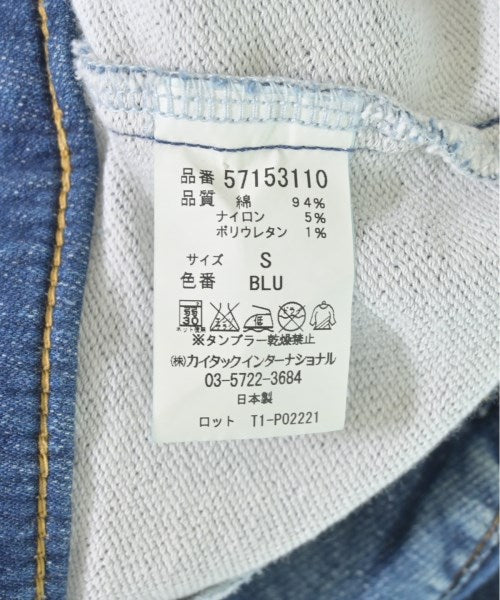 品番 57153110
品質 綿 94%
ナイロン 5%
ポリウレタン 1%
サイズ S
色番 BLU
30 低
※タンブラー乾燥禁止
㈱カイタックインターナショナル
03-5722-3684
日本製
ロット T1-P02221